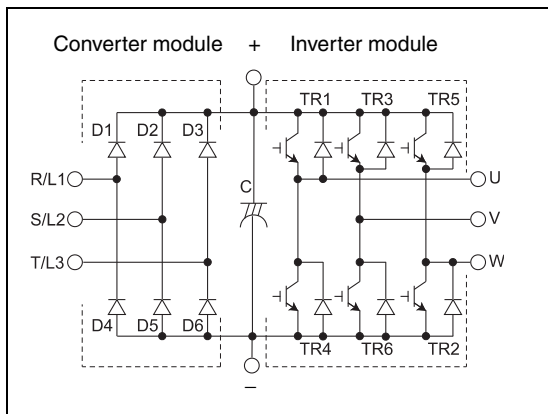 Converter module + Inverter module
TR1 TR3 TR5
D1 D2 D3
R/L1 U
C
S/L2 V
T/L3 W
D4 D5 D6
TR4 TR6 TR2
−